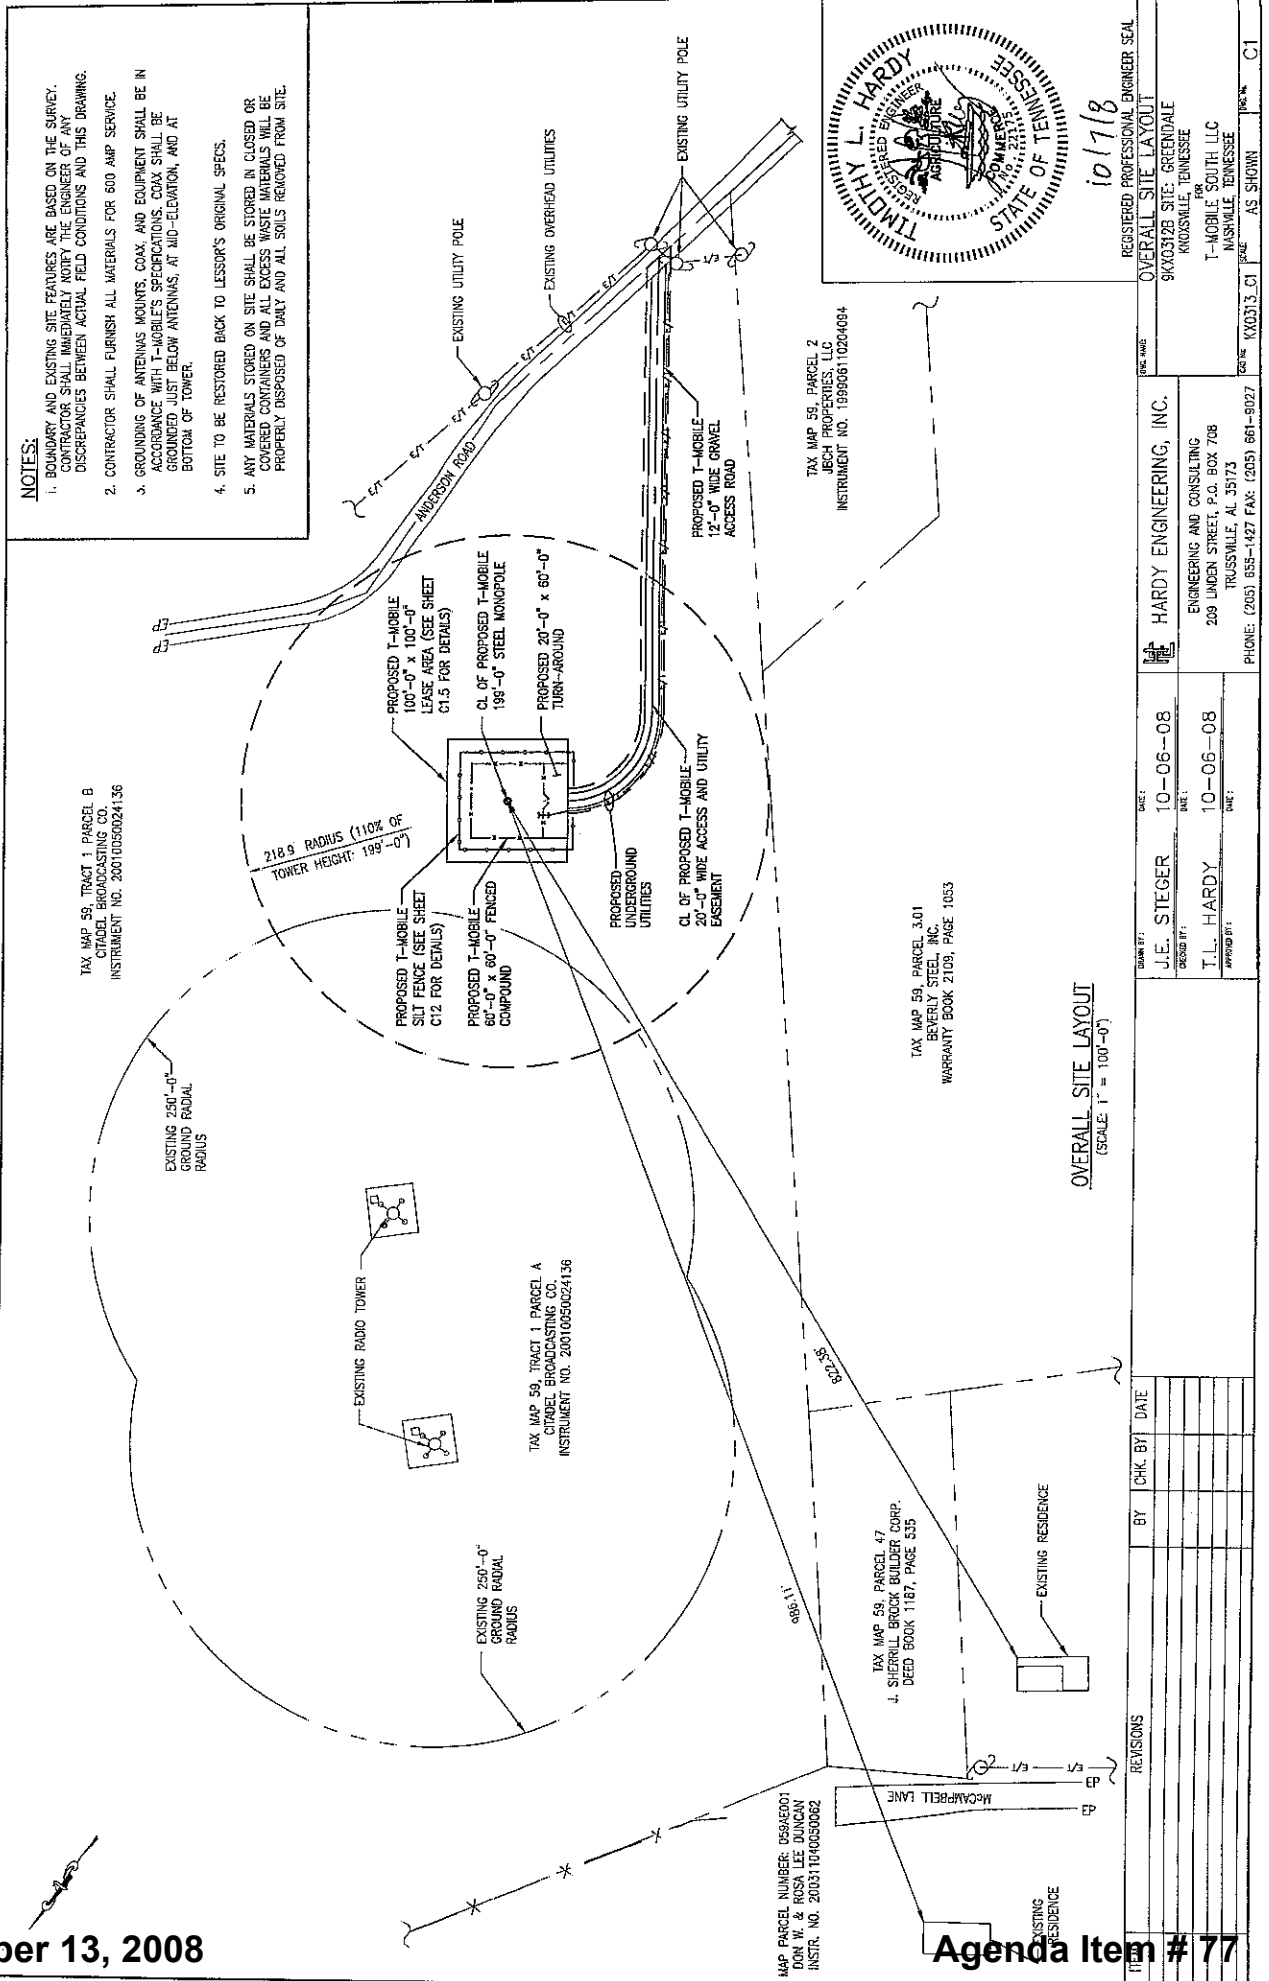 NOTES:
1. BOUNDARY AND EXISTING SITE FEATURES ARE BASED ON THE SURVEY.
CONTRACTOR SHALL IMMEDIATELY NOTIFY THE ENGINEER OF ANY
DISCREPANCIES BETWEEN ACTUAL FIELD CONDITIONS AND THIS DRAWING.
2. CONTRACTOR SHALL FURNISH ALL MATERIALS FOR 600 AMP SERVICE.
3. GROUNDING OF ANTENNAS MOUNTS, COAX, AND EQUIPMENT SHALL BE IN
ACCORDANCE WITH T-MOBILE'S SPECIFICATIONS. COAX SHALL BE
GROUNDED JUST BELOW ANTENNAS, AT MID-ELEVATION, AND AT
BOTTOM OF TOWER.
4. SITE TO BE RESTORED BACK TO LESSOR'S ORIGINAL SPECS.
5. ANY MATERIALS STORED ON SITE SHALL BE STORED IN CLOSED OR
COVERED CONTAINERS AND ALL EXCESS WASTE MATERIALS WILL BE
PROPERLY DISPOSED OF DAILY AND ALL SOILS REMOVED FROM SITE.
EXISTING UTILITY POLE
EXISTING OVERHEAD UTILITIES
EXISTING UTILITY POLE
E/T
E/T
E/T
E/T
E/T
E/T
ANDERSON ROAD
EP
EP
PROPOSED T-MOBILE
100'-0" x 100'-0"
LEASE AREA (SEE SHEET
C1.5 FOR DETAILS)
CL OF PROPOSED T-MOBILE
199'-0" STEEL MONOPOLE
PROPOSED 20'-0" x 60'-0"
TURN-AROUND
PROPOSED T-MOBILE
12'-0" WIDE GRAVEL
ACCESS ROAD
TAX MAP 59, PARCEL 2
JBCH PROPERTIES, LLC
INSTRUMENT NO. 199906110204094
TAX MAP 59, TRACT 1 PARCEL B
CITADEL BROADCASTING CO.
INSTRUMENT NO. 20010050024136
218.9' RADIUS (110% OF
TOWER HEIGHT: 199'-0")
PROPOSED T-MOBILE
SILT FENCE (SEE SHEET
C12 FOR DETAILS)
PROPOSED T-MOBILE
60'-0" x 60'-0" FENCED
COMPOUND
PROPOSED
UNDERGROUND
UTILITIES
CL OF PROPOSED T-MOBILE
20'-0" WIDE ACCESS AND UTILITY
EASEMENT
EXISTING 250'-0"
GROUND RADIAL
RADIUS
EXISTING RADIO TOWER
TAX MAP 59, TRACT 1 PARCEL A
CITADEL BROADCASTING CO.
INSTRUMENT NO. 20010050024136
TAX MAP 59, PARCEL 3.01
BEVERLY STEEL, INC.
WARRANTY BOOK 2109, PAGE 1053
EXISTING 250'-0"
GROUND RADIAL
RADIUS
822.38'
986.11'
TAX MAP 59, PARCEL 47
J. SHERRILL BROCK BUILDER CORP.
DEED BOOK 1187, PAGE 535
EXISTING RESIDENCE
MAP PARCEL NUMBER: 059AE001
DON W. & ROSA LEE DUNCAN
INSTR. NO. 200311040050062
McCAMPBELL LANE
E/T
E/T
EP
EP
EXISTING
RESIDENCE
OVERALL SITE LAYOUT
(SCALE: 1" = 100'-0")
TIMOTHY L. HARDY
REGISTERED ENGINEER
AGRICULTURE
COMMERCE
No. 22125
STATE OF TENNESSEE
10/7/8
REGISTERED PROFESSIONAL ENGINEER SEAL
REVISIONS
BY
CHK. BY
DATE
DRAWN BY:
J.E. STEGER
DATE:
10-06-08
CHECKED BY:
T.L. HARDY
DATE:
10-06-08
APPROVED BY:
DATE:
HARDY ENGINEERING, INC.
ENGINEERING AND CONSULTING
209 LINDEN STREET, P.O. BOX 708
TRUSSVILLE, AL 35173
PHONE: (205) 655-1427 FAX: (205) 661-9027
OVERALL SITE LAYOUT
9KX0312B SITE: GREENDALE
KNOXSVILLE, TENNESSEE
FOR
T-MOBILE SOUTH LLC
NASHVILLE, TENNESSEE
KX0313_C1
SCALE
AS SHOWN
C1
ber 13, 2008
Agenda Item # 77